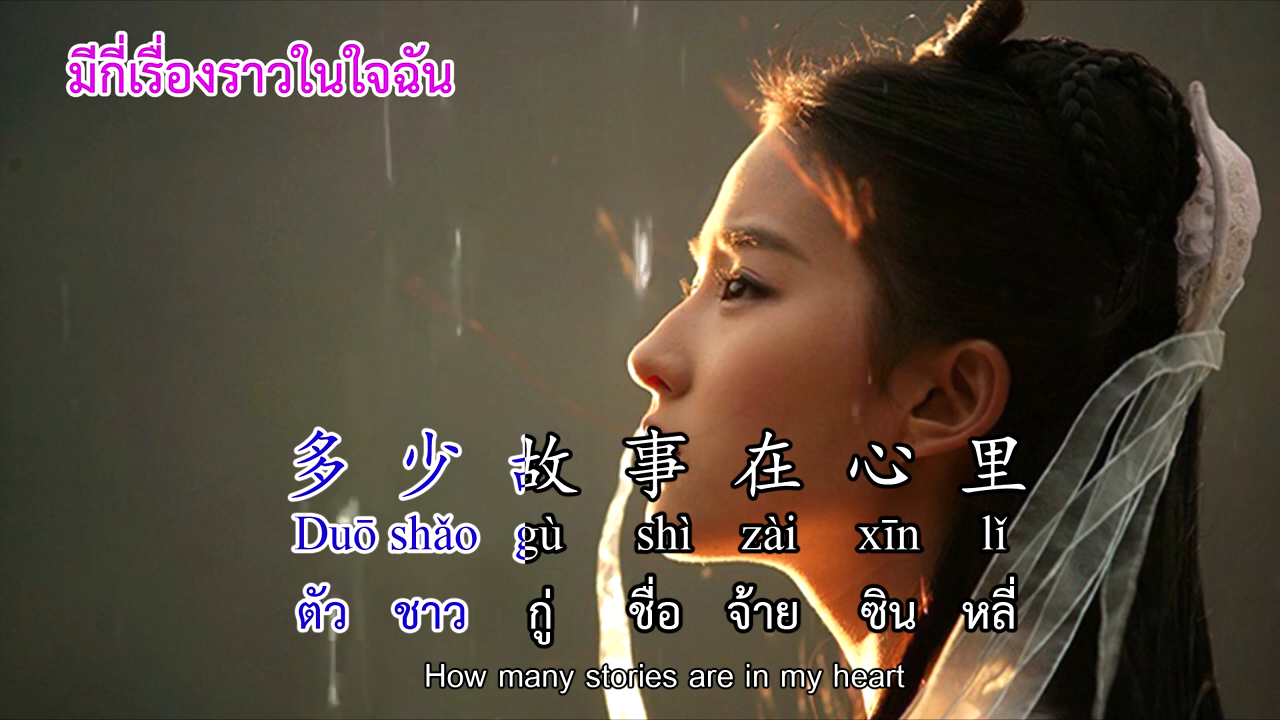 มีกี่เรื่องราวในใจฉัน
多 少 故 事 在 心 里
Duō shǎo gù shì zài xīn lǐ
ตัว ชาว กู่ ชื่อ จ้าย ซิน หลี่
How many stories are in my heart